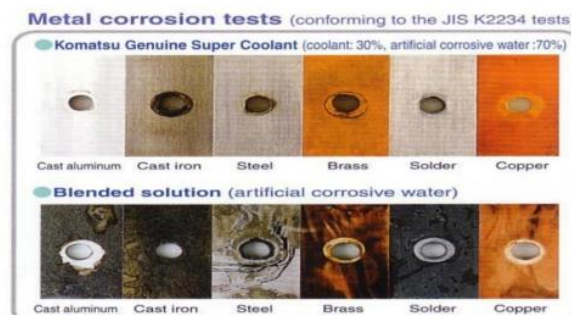 Metal corrosion tests (conforming to the JIS K2234 tests)
Komatsu Genuine Super Coolant (coolant: 30%, artificial corrosive water :70%)
Cast aluminum Cast iron Steel Brass Solder Copper
Blended solution (artificial corrosive water)
Cast aluminum Cast iron Steel Brass Solder Copper